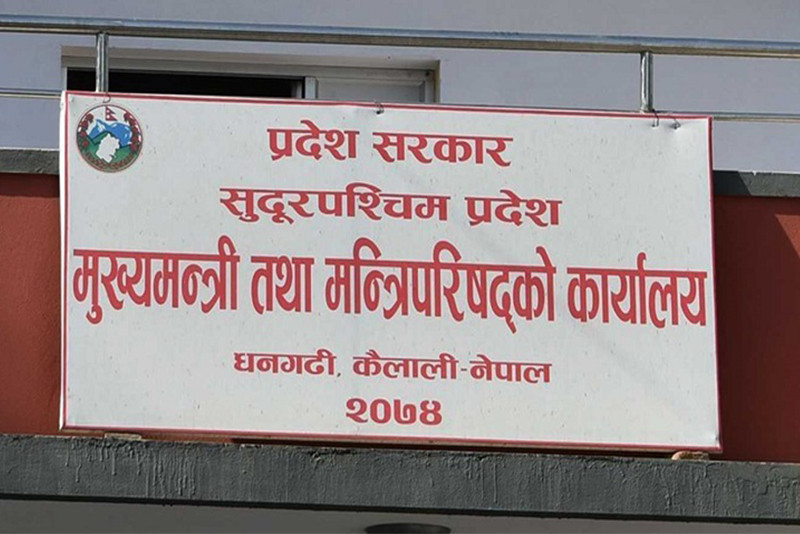 प्रदेश सरकार
सुदूरपश्चिम प्रदेश
मुख्यमन्त्री तथा मन्त्रिपरिषद्को कार्यालय
धनगढी, कैलाली-नेपाल
२०७४